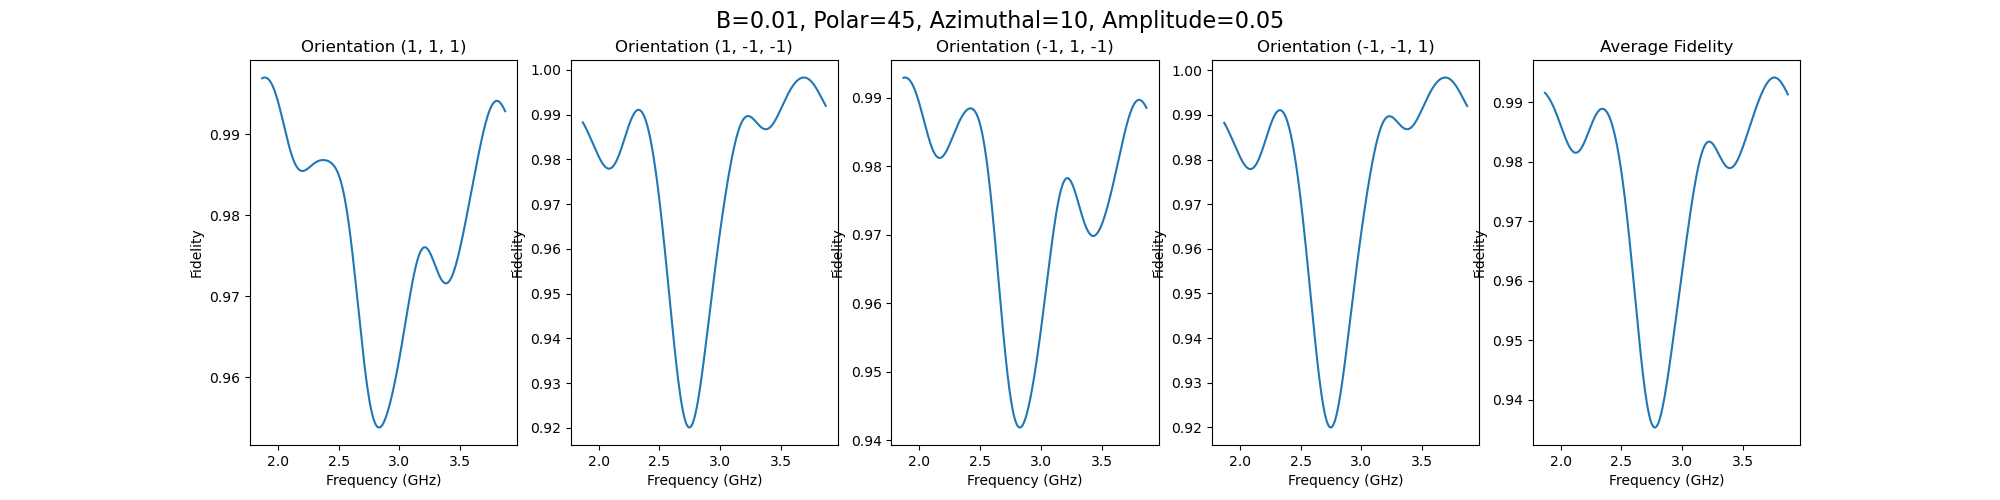 B=0.01, Polar=45, Azimuthal=10, Amplitude=0.05
Orientation (1, 1, 1)
0.99
0.98
0.97
0.96
Fidelity
2.0 2.5 3.0 3.5
Frequency (GHz)
Orientation (1, -1, -1)
1.00
0.99
0.98
0.97
0.96
0.95
0.94
0.93
0.92
Fidelity
2.0 2.5 3.0 3.5
Frequency (GHz)
Orientation (-1, 1, -1)
0.99
0.98
0.97
0.96
0.95
0.94
Fidelity
2.0 2.5 3.0 3.5
Frequency (GHz)
Orientation (-1, -1, 1)
1.00
0.99
0.98
0.97
0.96
0.95
0.94
0.93
0.92
Fidelity
2.0 2.5 3.0 3.5
Frequency (GHz)
Average Fidelity
0.99
0.98
0.97
0.96
0.95
0.94
Fidelity
2.0 2.5 3.0 3.5
Frequency (GHz)